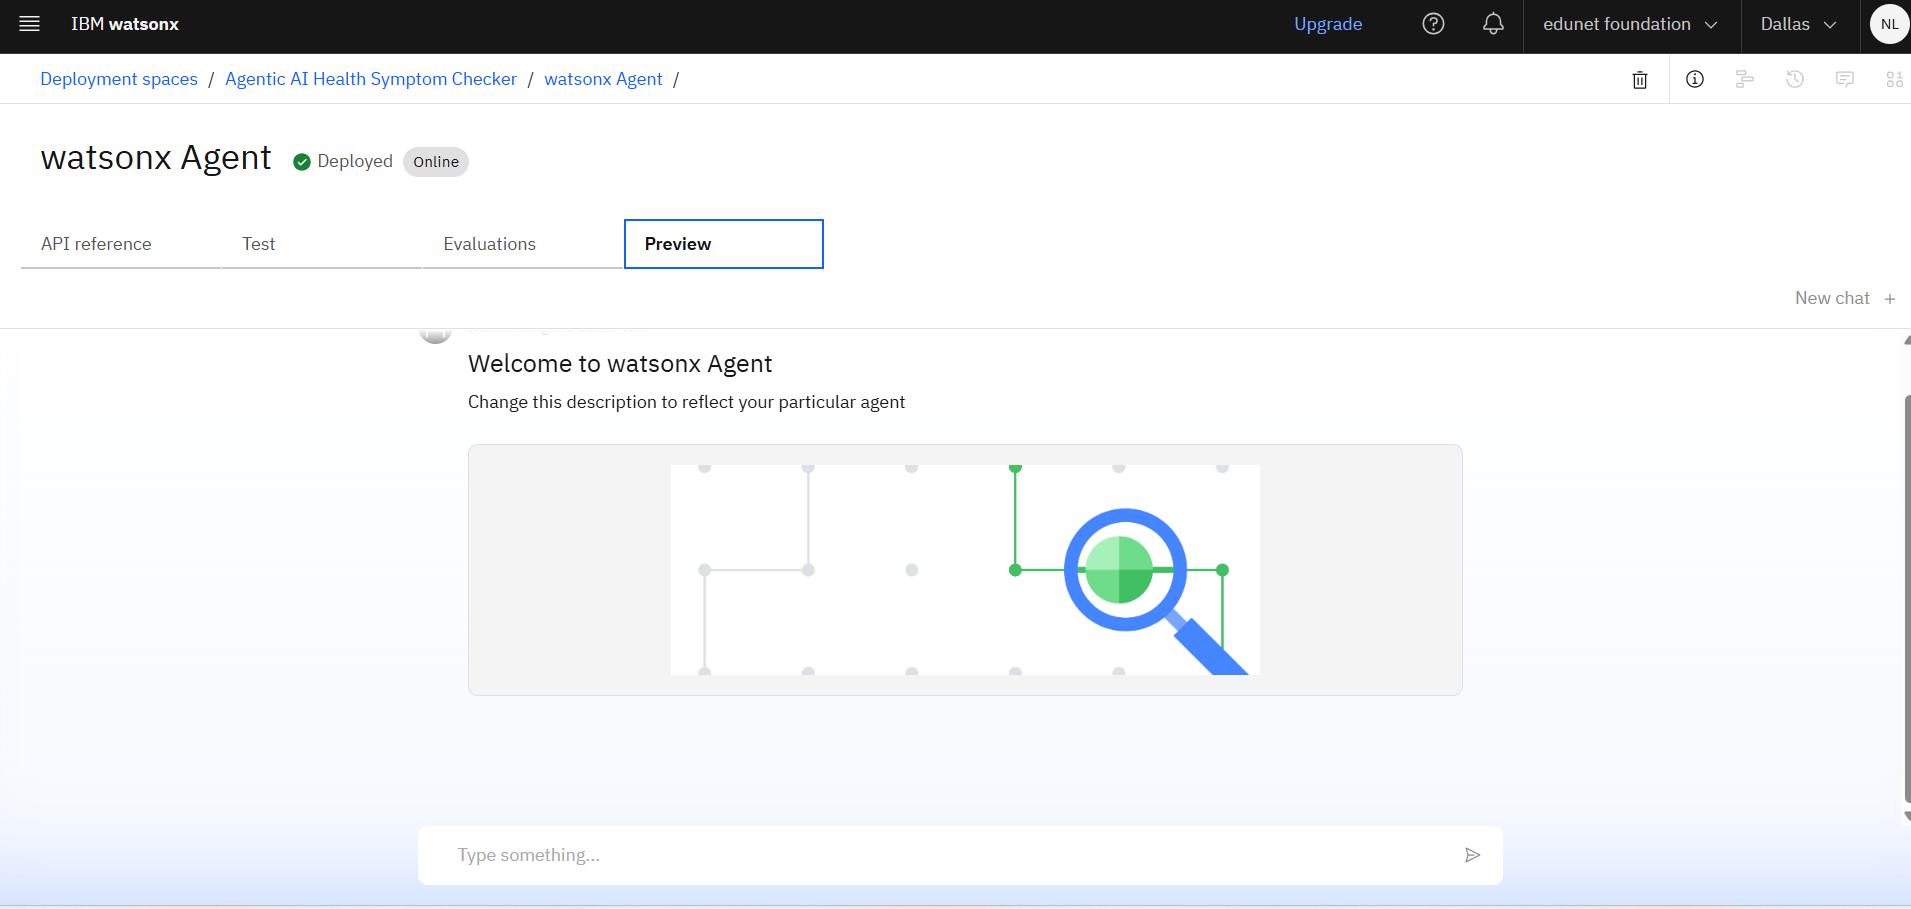 IBM watsonx
Upgrade
edunet foundation
Dallas
NL
Deployment spaces / Agentic AI Health Symptom Checker / watsonx Agent /
watsonx Agent
Deployed
Online
API reference
Test
Evaluations
Preview
New chat +
Welcome to watsonx Agent
Change this description to reflect your particular agent
Type something...